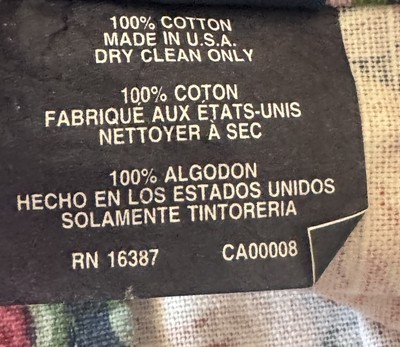 100% COTTON
MADE IN U.S.A.
DRY CLEAN ONLY
100% COTON
FABRIQUÉ AUX ÉTATS-UNIS
NETTOYER À SEC
100% ALGODON
HECHO EN LOS ESTADOS UNIDOS
SOLAMENTE TINTORERIA
RN 16387 CA00008